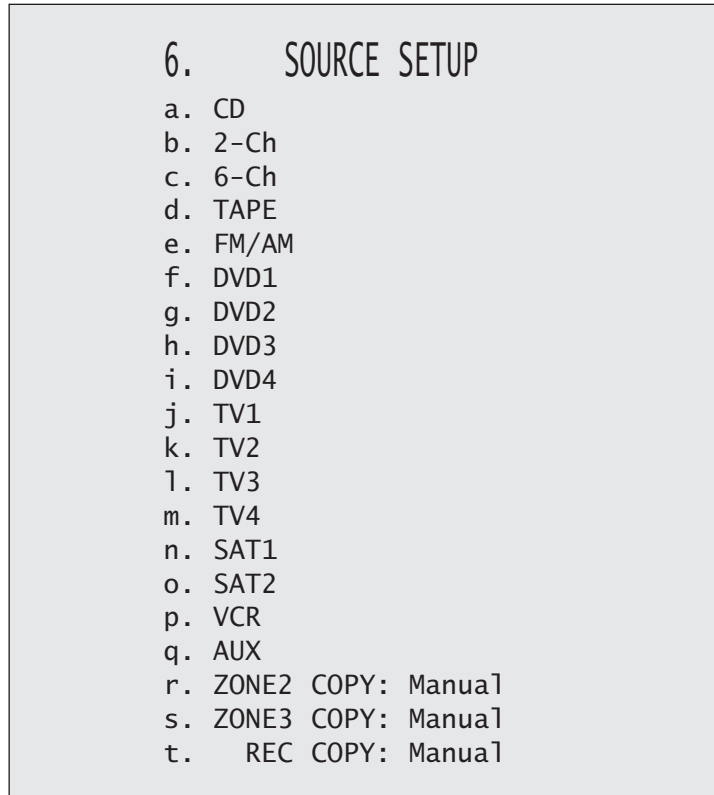 6. SOURCE SETUP
a. CD
b. 2-Ch
c. 6-Ch
d. TAPE
e. FM/AM
f. DVD1
g. DVD2
h. DVD3
i. DVD4
j. TV1
k. TV2
l. TV3
m. TV4
n. SAT1
o. SAT2
p. VCR
q. AUX
r. ZONE2 COPY: Manual
s. ZONE3 COPY: Manual
t. REC COPY: Manual